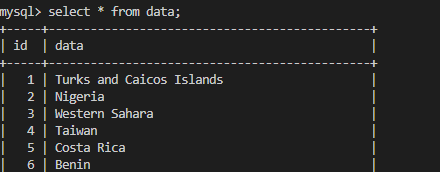 mysql> select * from data;
+-----+------------------------------------------+
| id | data |
+-----+------------------------------------------+
| 1 | Turks and Caicos Islands |
| 2 | Nigeria |
| 3 | Western Sahara |
| 4 | Taiwan |
| 5 | Costa Rica |
| 6 | Benin |